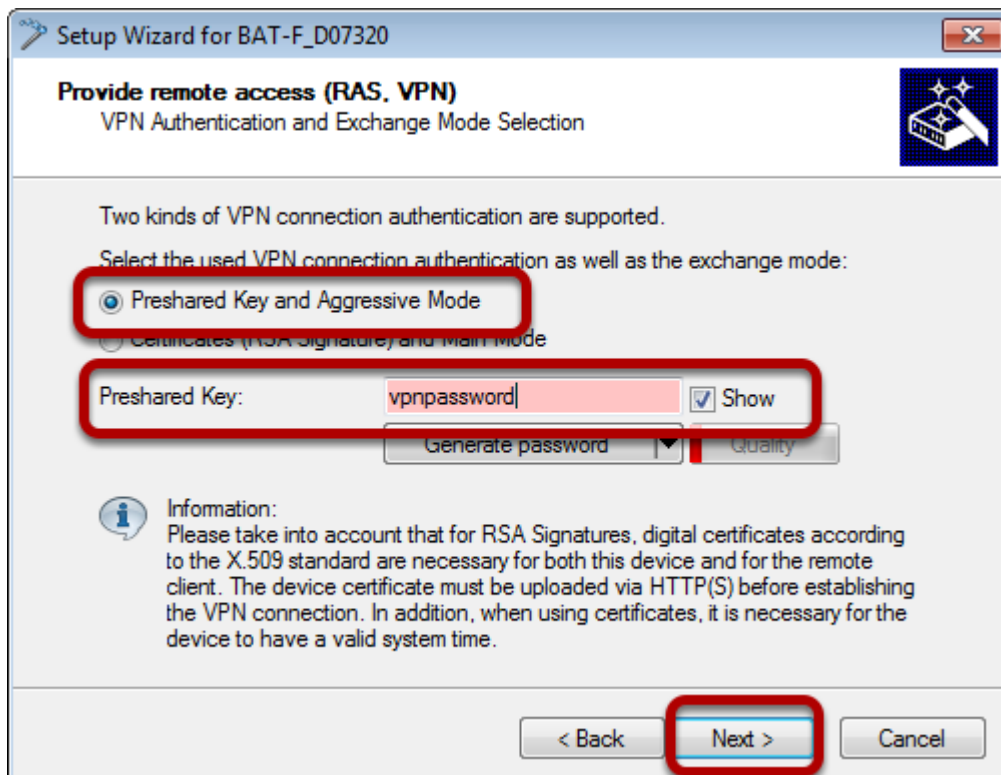 Setup Wizard for BAT-F_D07320
Provide remote access (RAS, VPN)
VPN Authentication and Exchange Mode Selection
Two kinds of VPN connection authentication are supported.
Select the used VPN connection authentication as well as the exchange mode:
Preshared Key and Aggressive Mode
Certificates (RSA Signature) and Main Mode
Preshared Key:
vpnpassword
Show
Generate password
Quality
Information:
Please take into account that for RSA Signatures, digital certificates according
to the X.509 standard are necessary for both this device and for the remote
client. The device certificate must be uploaded via HTTP(S) before establishing
the VPN connection. In addition, when using certificates, it is necessary for the
device to have a valid system time.
< Back
Next >
Cancel